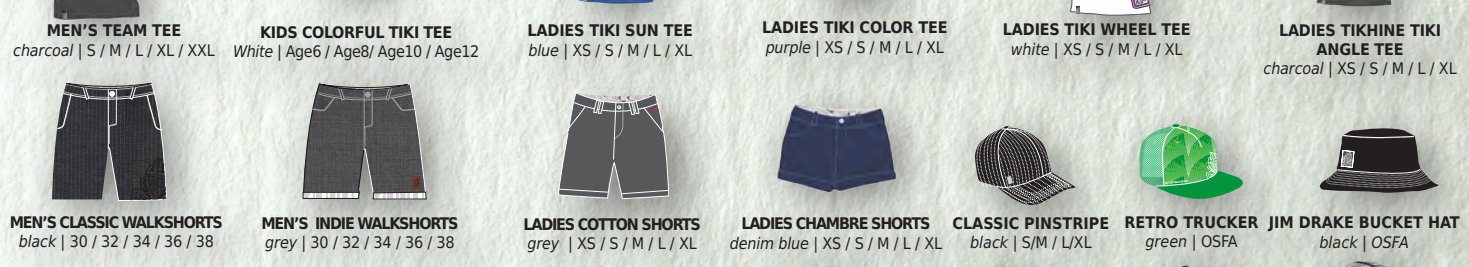 MEN'S TEAM TEE
charcoal | S / M / L / XL / XXL
KIDS COLORFUL TIKI TEE
White | Age6 / Age8/ Age10 / Age12
LADIES TIKI SUN TEE
blue | XS / S / M / L / XL
LADIES TIKI COLOR TEE
purple | XS / S / M / L / XL
LADIES TIKI WHEEL TEE
white | XS / S / M / L / XL
LADIES TIKHINE TIKI
ANGLE TEE
charcoal | XS / S / M / L / XL
MEN'S CLASSIC WALKSHORTS
black | 30 / 32 / 34 / 36 / 38
MEN'S INDIE WALKSHORTS
grey | 30 / 32 / 34 / 36 / 38
LADIES COTTON SHORTS
grey | XS / S / M / L / XL
LADIES CHAMBRE SHORTS
denim blue | XS / S / M / L / XL
CLASSIC PINSTRIPE
black | S/M / L/XL
RETRO TRUCKER
green | OSFA
JIM DRAKE BUCKET HAT
black | OSFA